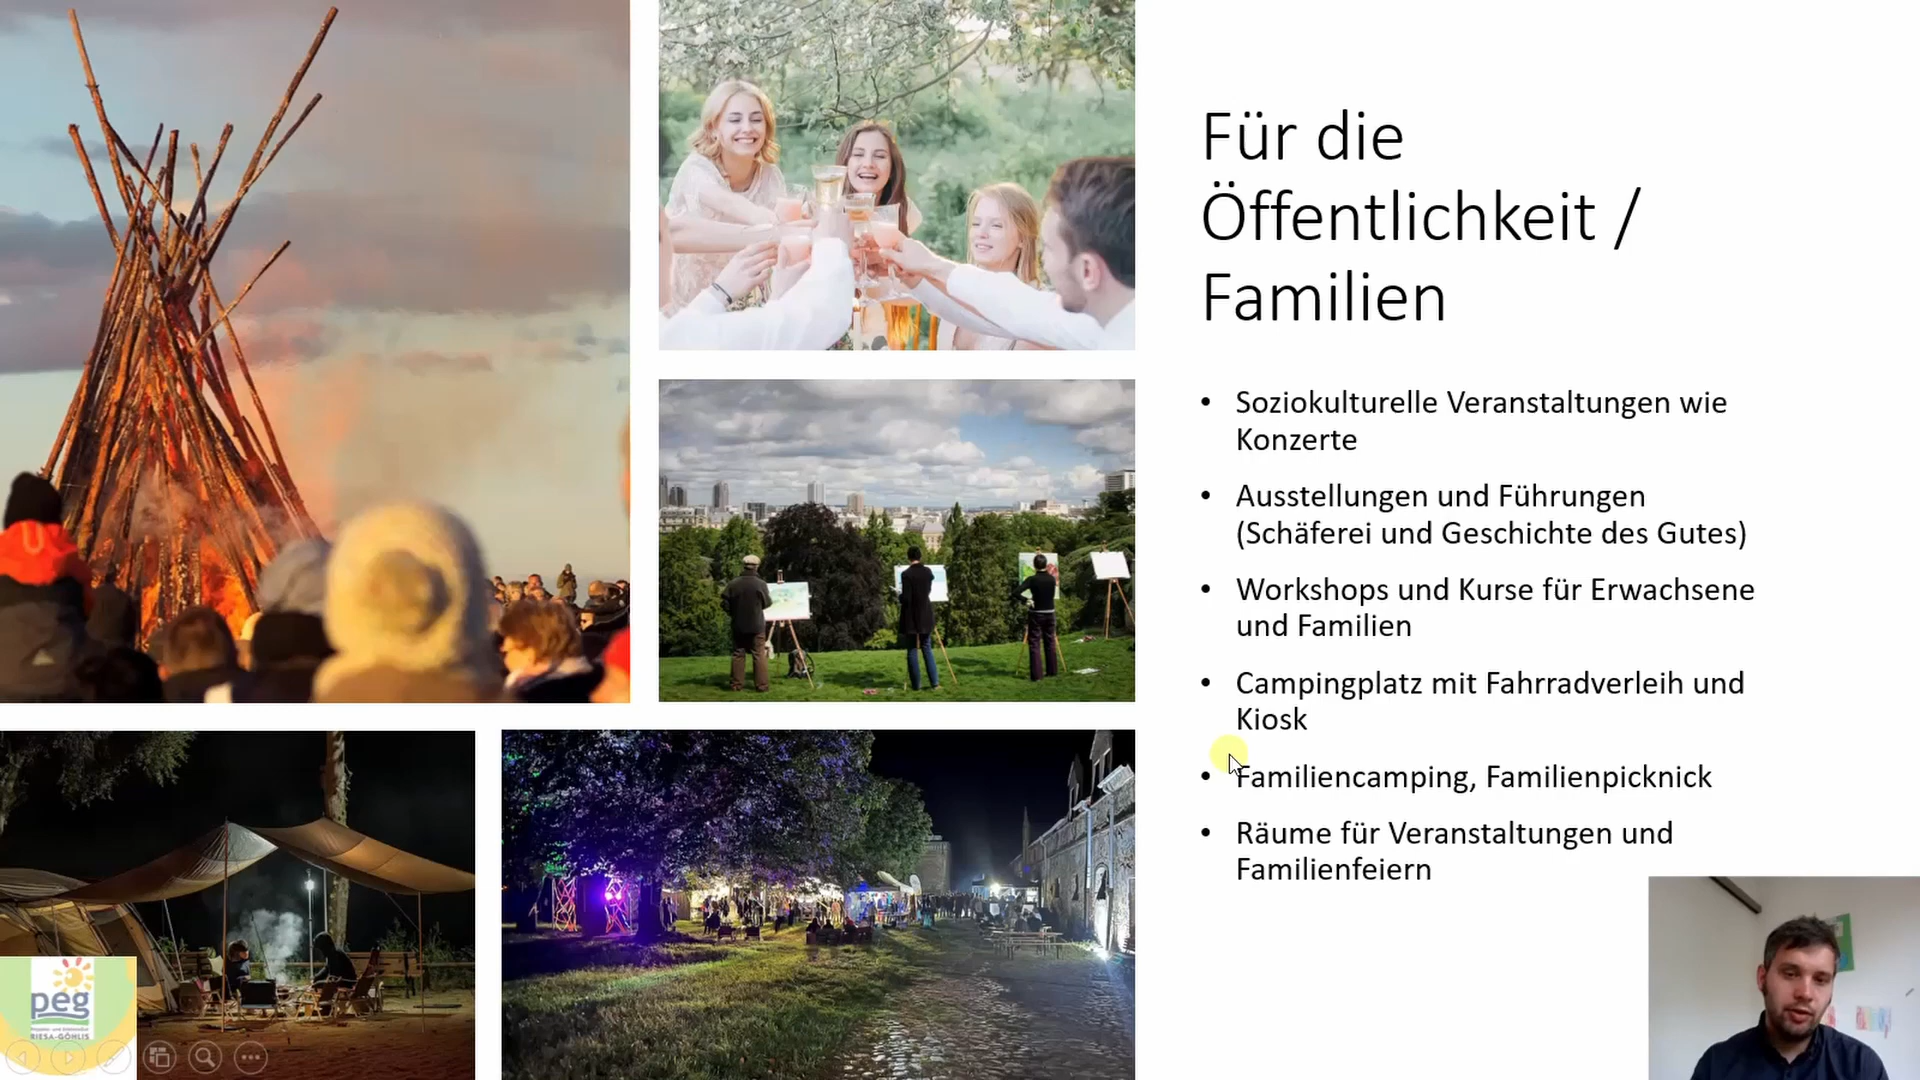 Für die
Öffentlichkeit /
Familien
• Soziokulturelle Veranstaltungen wie
Konzerte
• Ausstellungen und Führungen
(Schäferei und Geschichte des Gutes)
• Workshops und Kurse für Erwachsene
und Familien
• Campingplatz mit Fahrradverleih und
Kiosk
• Familiencamping, Familienpicknick
• Räume für Veranstaltungen und
Familienfeiern
peg
RIESA-GÖHLIS